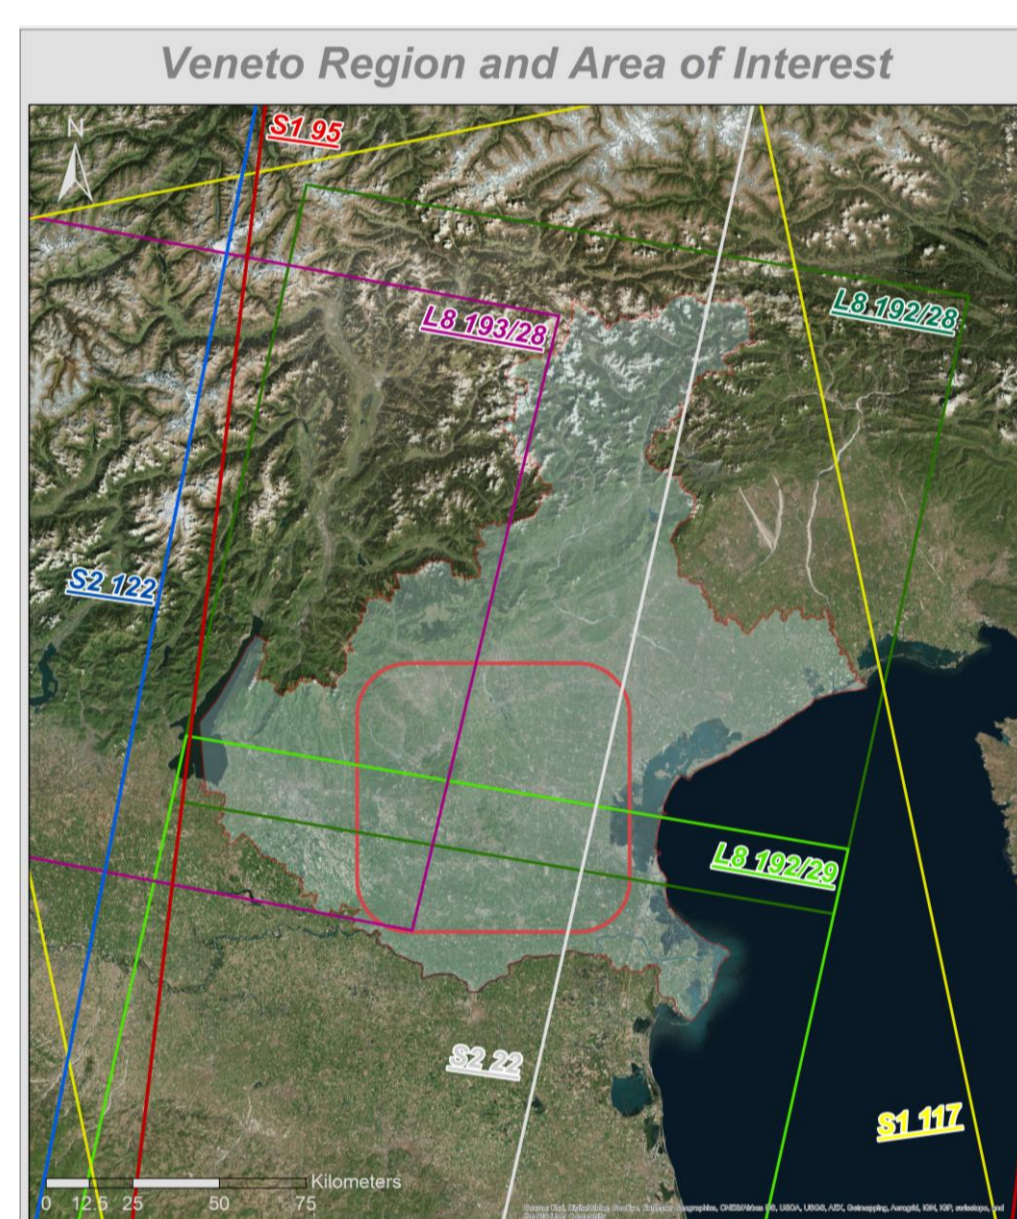 Veneto Region and Area of Interest
N
S1 95
L8 193/28
L8 192/28
S2 122
L8 192/29
S2 22
S1 117
Kilometers
0 12.5 25 50 75